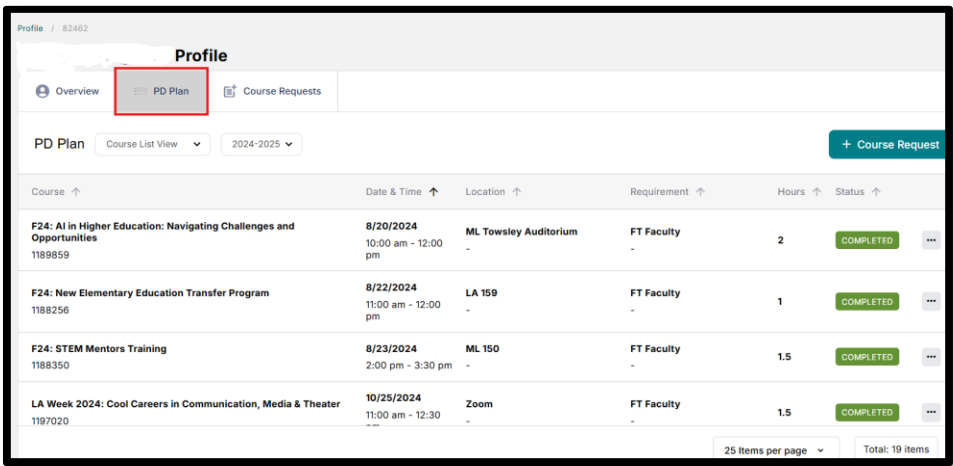 Profile / 82462
Profile
Overview PD Plan Course Requests
PD Plan Course List View 2024-2025 + Course Request
Course ↑ Date & Time ↑ Location ↑ Requirement ↑ Hours ↑ Status ↑
F24: AI in Higher Education: Navigating Challenges and
Opportunities
1189859
8/20/2024
10:00 am - 12:00
pm
ML Towsley Auditorium
-
FT Faculty
-
2
COMPLETED
F24: New Elementary Education Transfer Program
1188256
8/22/2024
11:00 am - 12:00
pm
LA 159
-
FT Faculty
-
1
COMPLETED
F24: STEM Mentors Training
1188350
8/23/2024
2:00 pm - 3:30 pm
ML 150
-
FT Faculty
-
1.5
COMPLETED
LA Week 2024: Cool Careers in Communication, Media & Theater
1197020
10/25/2024
11:00 am - 12:30
Zoom
-
FT Faculty
-
1.5
COMPLETED
25 Items per page Total: 19 items